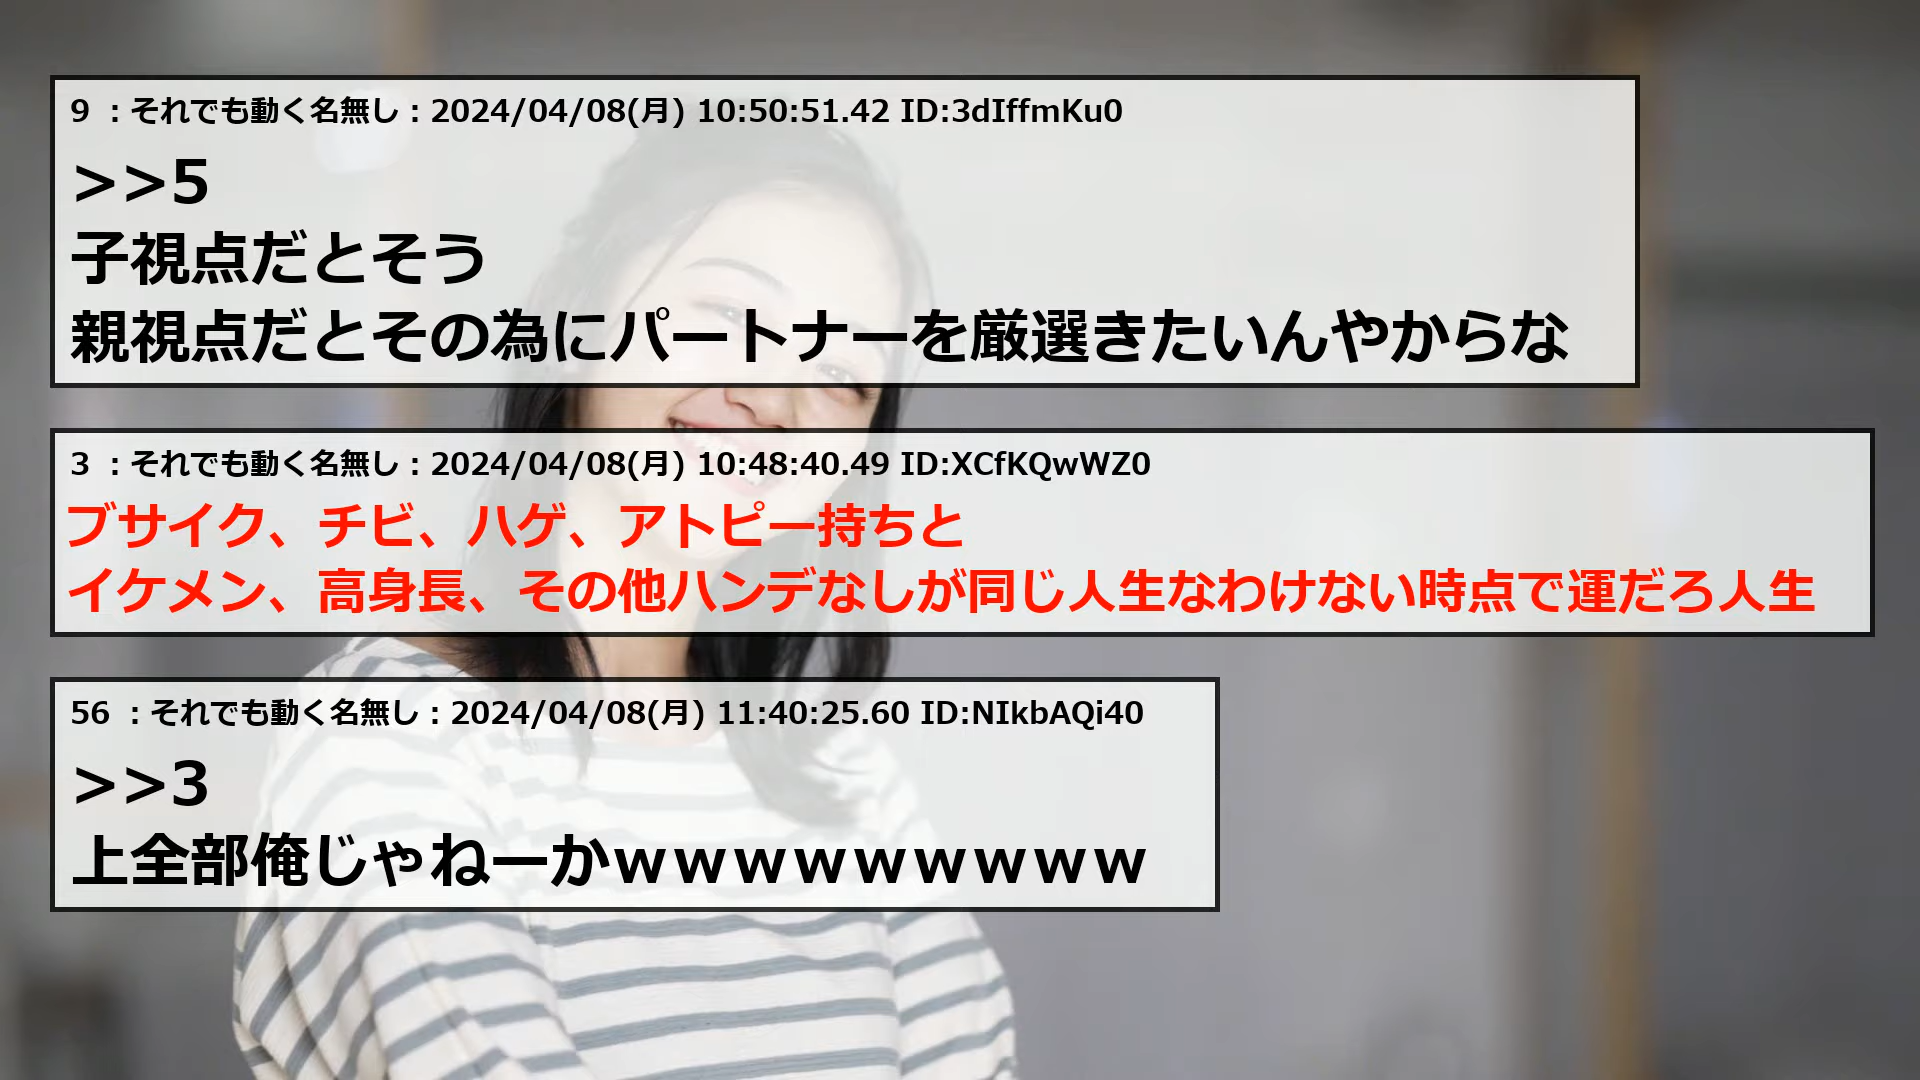 9 ：それでも動く名無し：2024/04/08(月) 10:50:51.42 ID:3dIffmKu0
>>5
子視点だとそう
親視点だとその為にパートナーを厳選きたいんやからな
3 ：それでも動く名無し：2024/04/08(月) 10:48:40.49 ID:XCfKQwWZ0
ブサイク、チビ、ハゲ、アトピー持ちと
イケメン、高身長、その他ハンデなしが同じ人生なわけない時点で運だろ人生
56 ：それでも動く名無し：2024/04/08(月) 11:40:25.60 ID:NIkbAQi40
>>3
上全部俺じゃねーかｗｗｗｗｗｗｗｗｗ